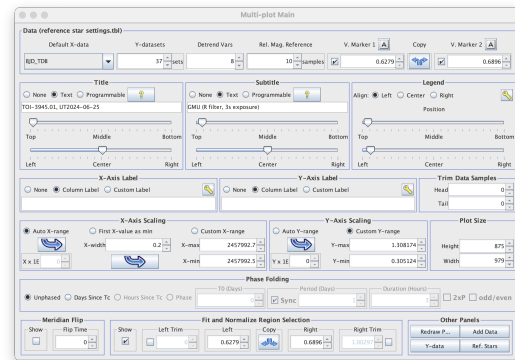 Multi-plot Main
Data (reference star settings.tbl)
Default X-data Y-datasets Detrend Vars Rel. Mag. Reference V. Marker 1 A Copy V. Marker 2 A
BJD_TDB 37 sets 8 10 samples 0.6279 0.6896
Title Subtitle Legend
None Text Programmable None Text Programmable Align: Left Center Right
TOI-3945.01, UT2024-06-25 GMU (R filter, 3s exposure) Position
Top Middle Bottom Top Middle Bottom Top Middle Bottom
Left Center Right Left Center Right Left Center Right
X-Axis Label Y-Axis Label Trim Data Samples
None Column Label Custom Label None Column Label Custom Label Head 0
Tail 0
X-Axis Scaling Y-Axis Scaling Plot Size
Auto X-range First X-value as min Custom X-range Auto Y-range Custom Y-range
X-width 0.2 X-max 2457992.7 Y-max 1.308174 Height 875
X x 1E 0 X-min 2457992.5 Y x 1E 0 Y-min 0.305124 Width 979
Phase Folding
T0 (Days) Period (Days) Duration (Hours)
Unphased Days Since Tc Hours Since Tc Phase Sync 2xP odd/even
Meridian Flip Fit and Normalize Region Selection Other Panels
Show Flip Time Show Left Trim Left Copy Right Right Trim Redraw P... Add Data
0 0.6279 0.6896 Y-data Ref. Stars